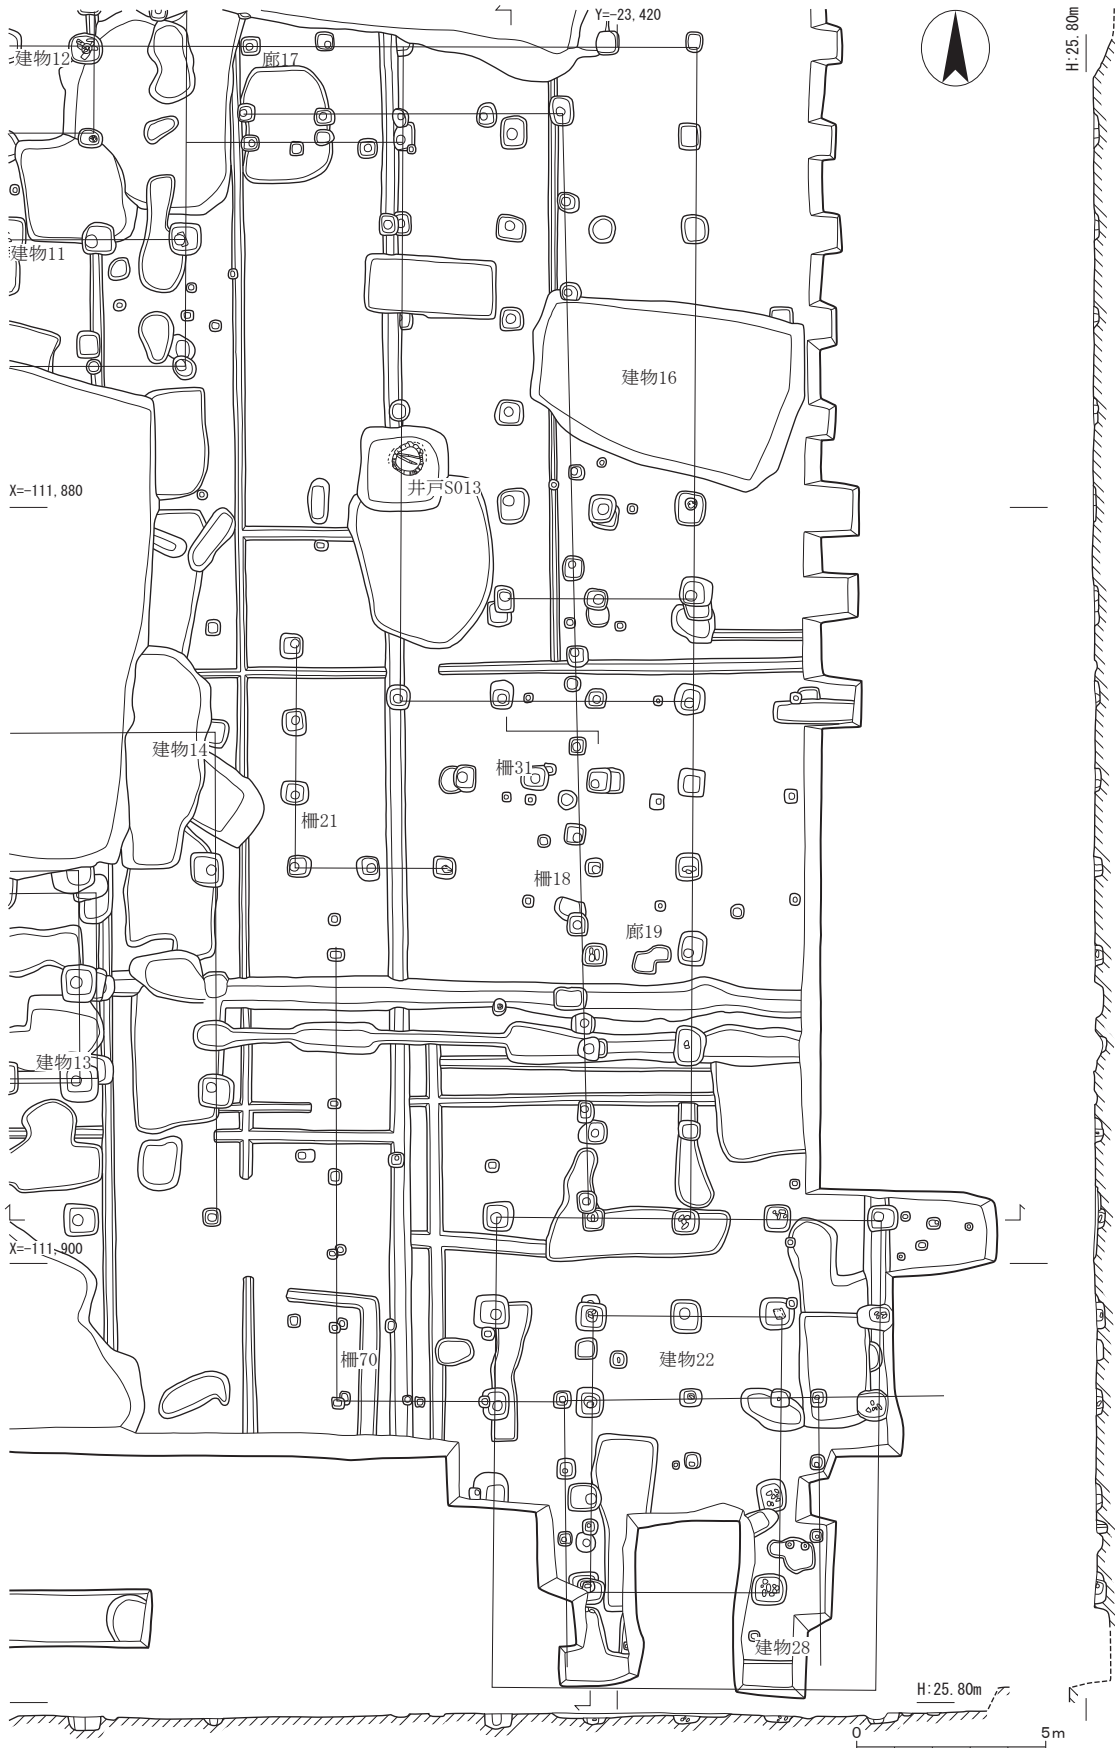 Y=-23,420
H:25.80m
建物12
廊17
建物11
建物16
X=-111,880
井戸S013
建物14
柵31
柵21
柵18
廊19
建物13
X=-111,900
柵70
建物22
建物28
H:25.80m
0 5m